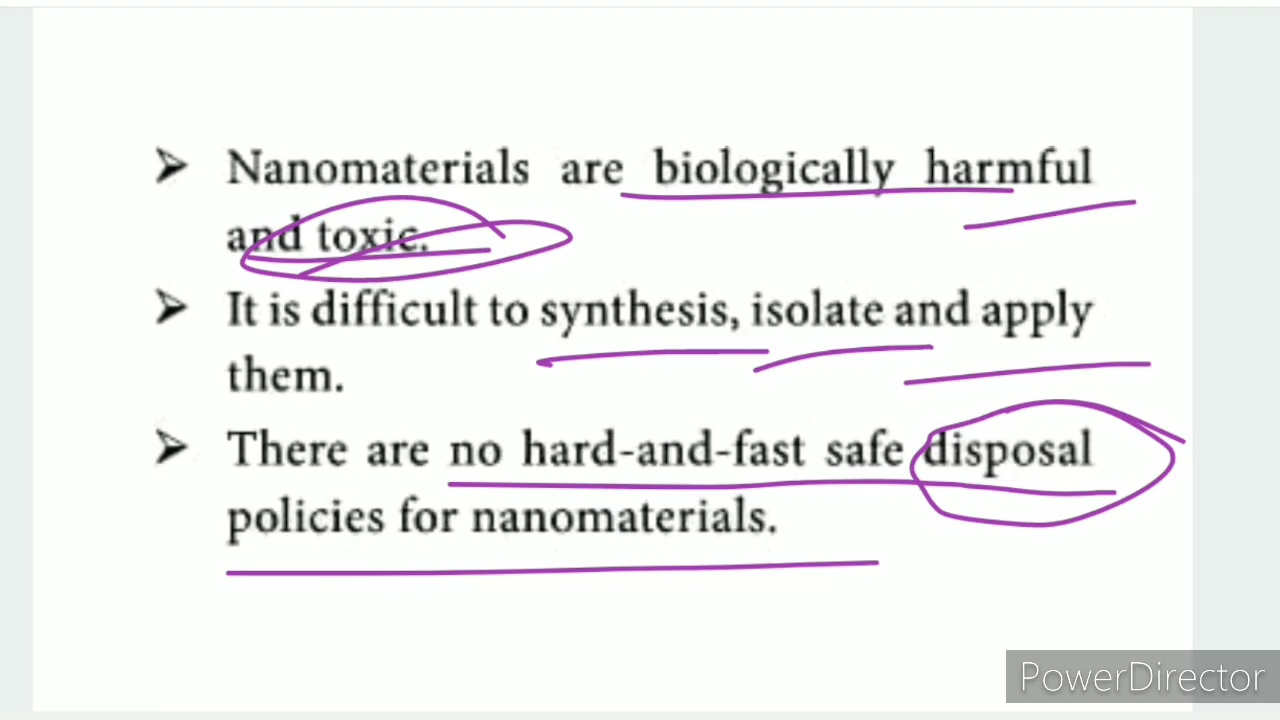 ➤ Nanomaterials are biologically harmful
and toxic.
➤ It is difficult to synthesis, isolate and apply
them.
➤ There are no hard-and-fast safe disposal
policies for nanomaterials.
PowerDirector